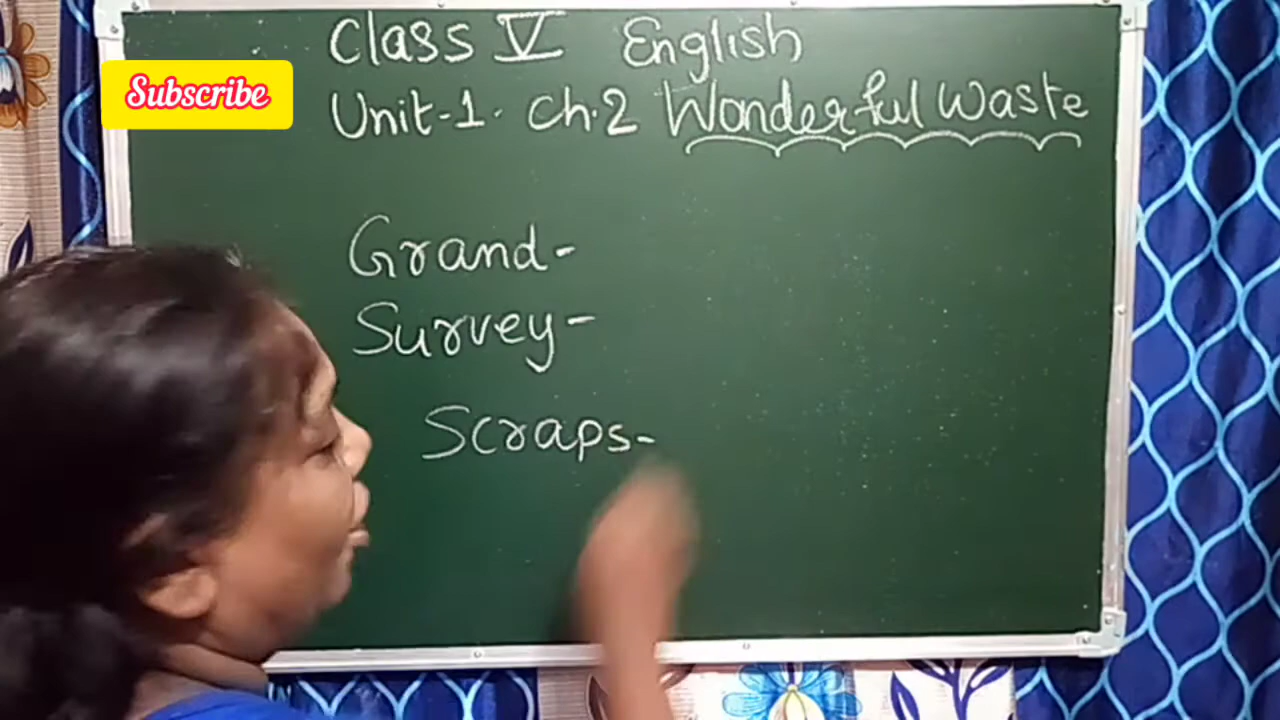 Class V English
Subscribe
Unit-1. Ch.2 Wonderful Waste
Grand-
Survey-
Scraps-